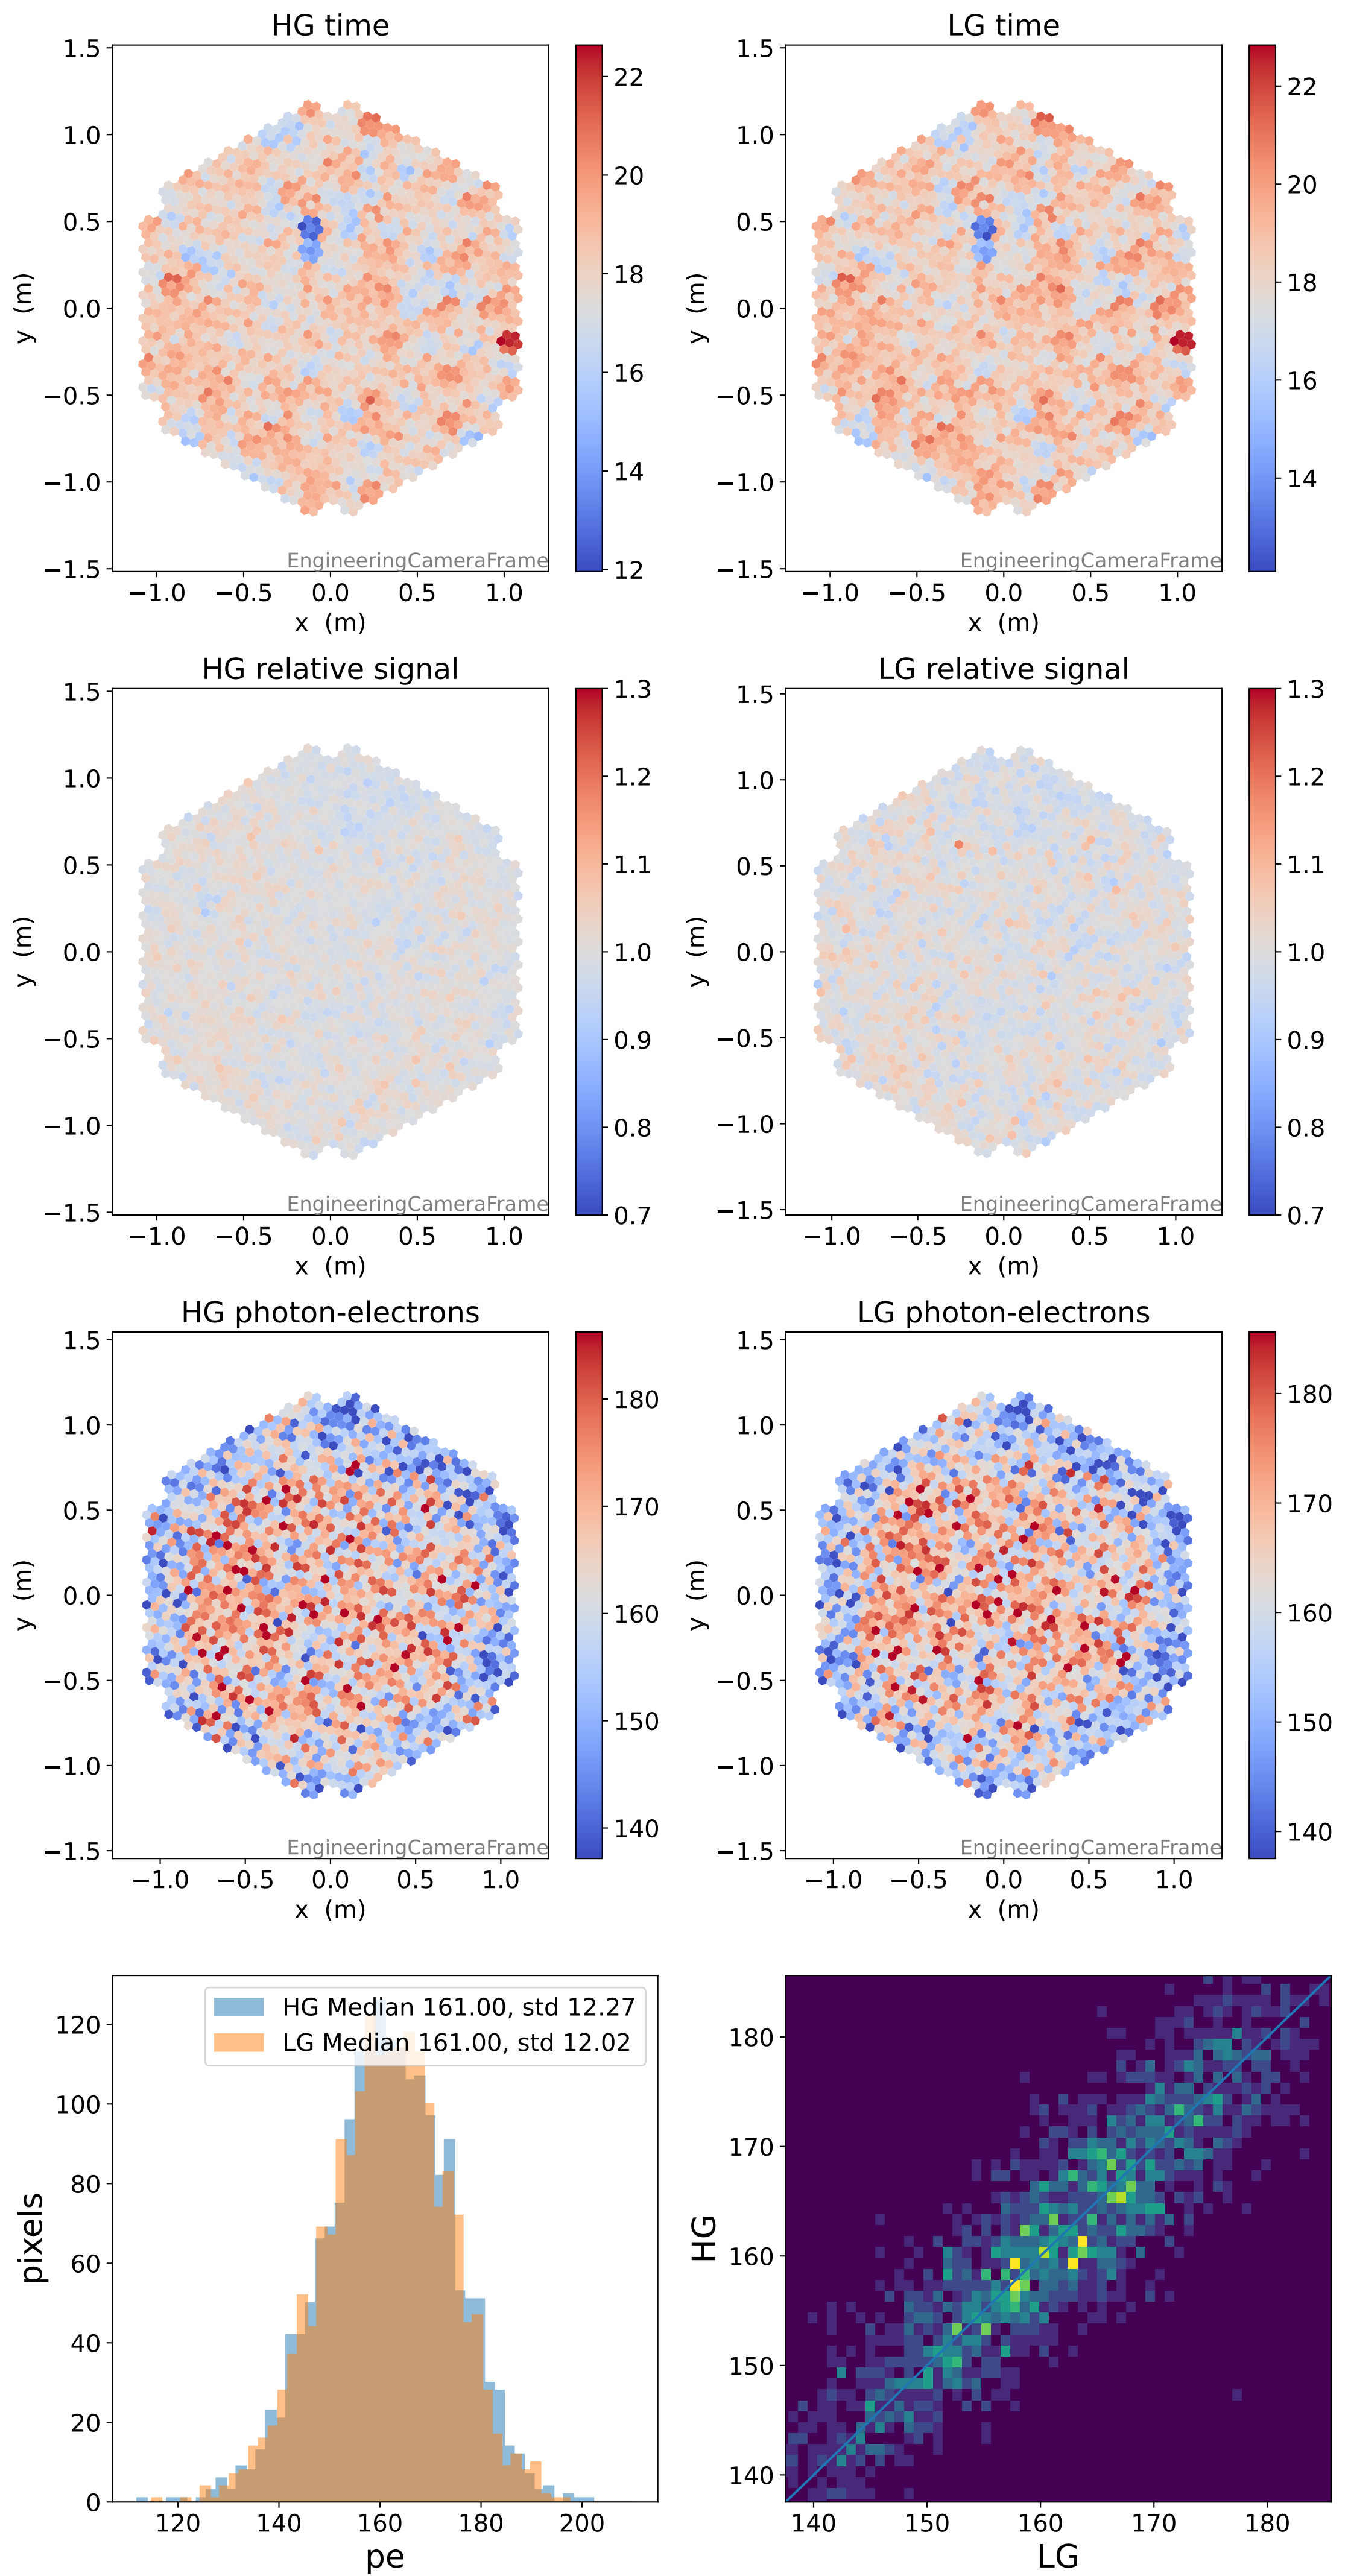 HG time
1.5
1.0
0.5
0.0
−0.5
−1.0
−1.5
y (m)
−1.0 −0.5 0.0 0.5 1.0
x (m)
EngineeringCameraFrame
22
20
18
16
14
12
LG time
1.5
1.0
0.5
0.0
−0.5
−1.0
−1.5
y (m)
−1.0 −0.5 0.0 0.5 1.0
x (m)
EngineeringCameraFrame
22
20
18
16
14
HG relative signal
1.5
1.0
0.5
0.0
−0.5
−1.0
−1.5
y (m)
−1.0 −0.5 0.0 0.5 1.0
x (m)
EngineeringCameraFrame
1.3
1.2
1.1
1.0
0.9
0.8
0.7
LG relative signal
1.5
1.0
0.5
0.0
−0.5
−1.0
−1.5
y (m)
−1.0 −0.5 0.0 0.5 1.0
x (m)
EngineeringCameraFrame
1.3
1.2
1.1
1.0
0.9
0.8
0.7
HG photon-electrons
1.5
1.0
0.5
0.0
−0.5
−1.0
−1.5
y (m)
−1.0 −0.5 0.0 0.5 1.0
x (m)
EngineeringCameraFrame
180
170
160
150
140
LG photon-electrons
1.5
1.0
0.5
0.0
−0.5
−1.0
−1.5
y (m)
−1.0 −0.5 0.0 0.5 1.0
x (m)
EngineeringCameraFrame
180
170
160
150
140
HG Median 161.00, std 12.27
LG Median 161.00, std 12.02
120
100
80
60
40
20
0
pixels
120 140 160 180 200
pe
180
170
160
150
140
HG
140 150 160 170 180
LG